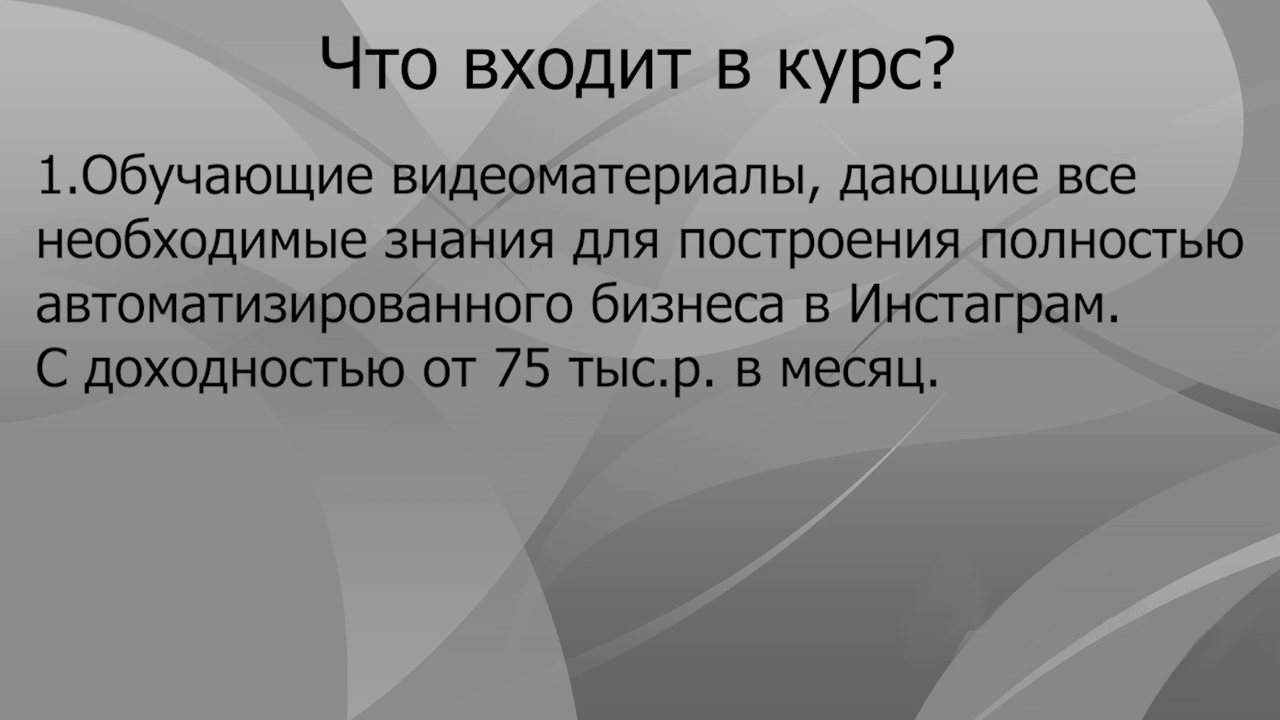 Что входит в курс?
1.Обучающие видеоматериалы, дающие все
необходимые знания для построения полностью
автоматизированного бизнеса в Инстаграм.
С доходностью от 75 тыс.р. в месяц.